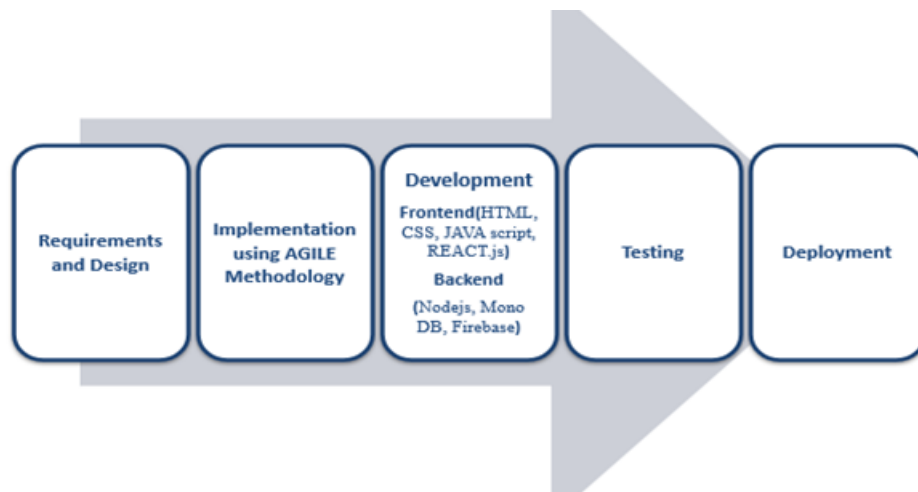 Requirements
and Design
Implementation
using AGILE
Methodology
Development
Frontend(HTML,
CSS, JAVA script,
REACT.js)
Backend
(Nodejs, Mono
DB, Firebase)
Testing
Deployment